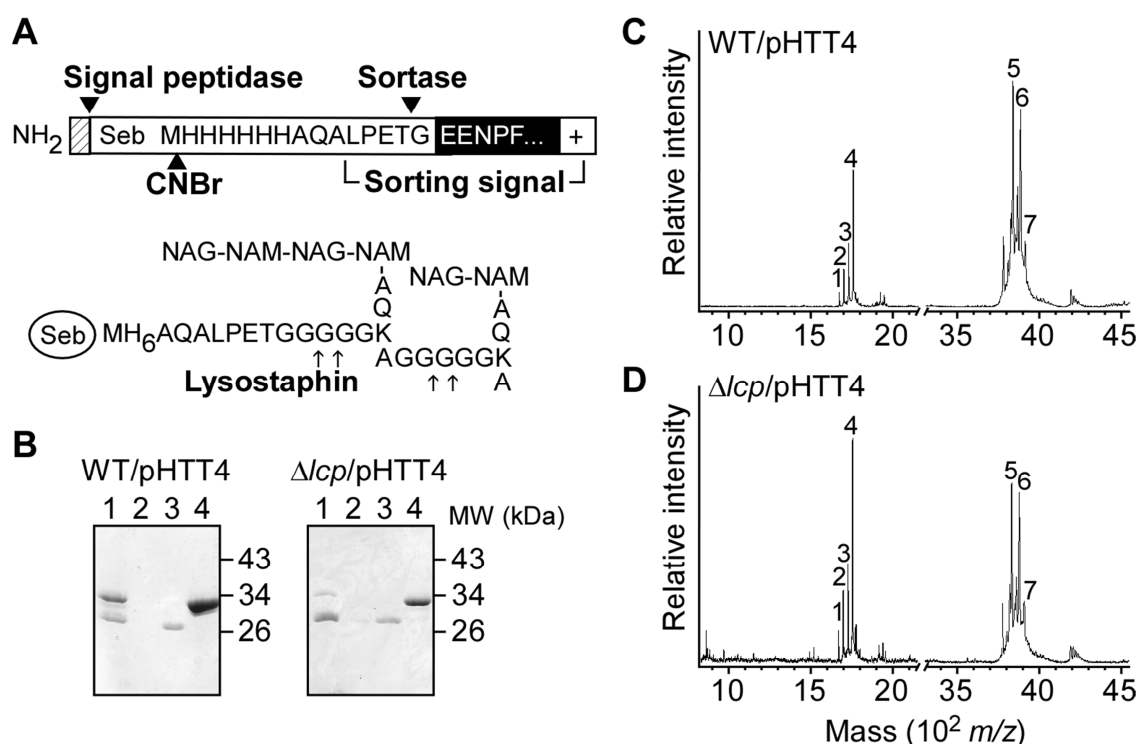 A
Signal peptidase Sortase
NH2 Seb MHHHHHHAQALPETG EENPF... +
CNBr Sorting signal
NAG-NAM-NAG-NAM
A NAG-NAM
Q A
Seb MH6AQALPETGGGGGK Q
AGGGGGK
Lysostaphin A
B
WT/pHTT4 Δlcp/pHTT4
1 2 3 4 1 2 3 4 MW (kDa)
43 43
34 34
26 26
C
WT/pHTT4
Relative intensity
1 2 3 4 5 6 7
10 15 20 35 40 45
D
Δlcp/pHTT4
Relative intensity
1 2 3 4 5 6 7
10 15 20 35 40 45
Mass (10² m/z)